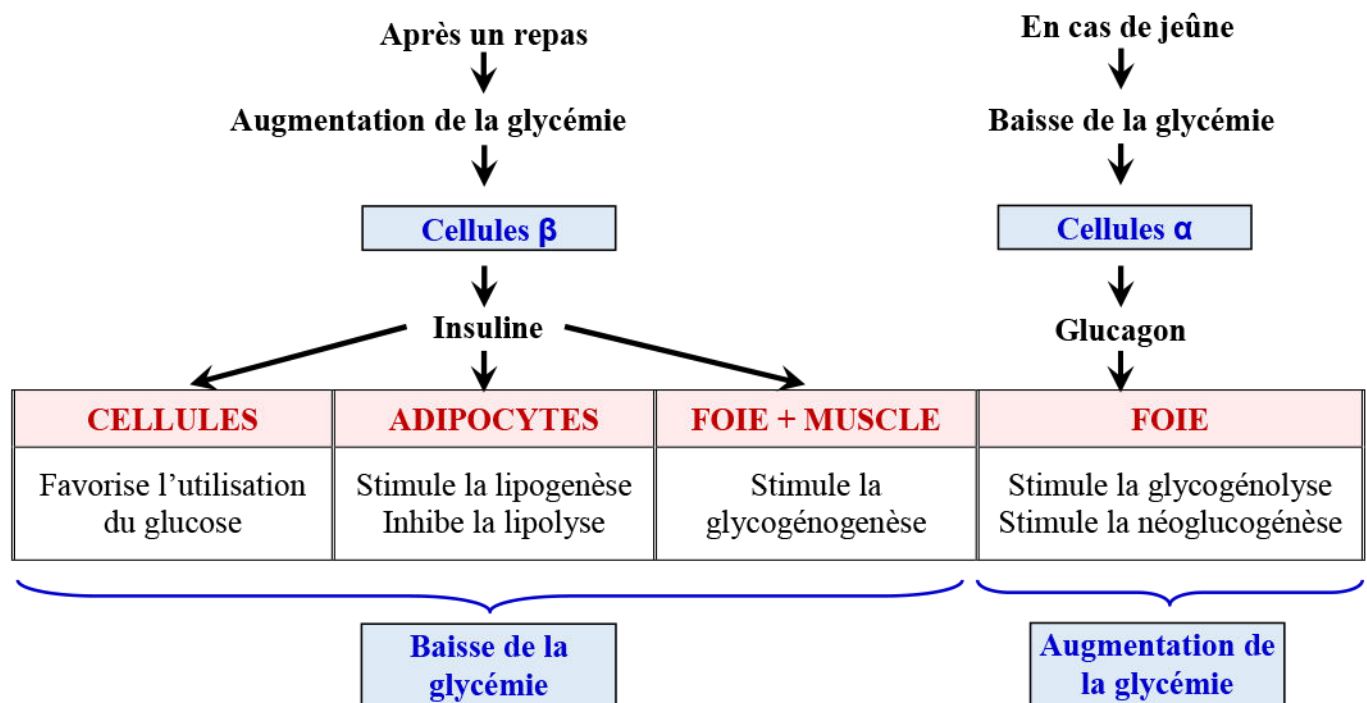 Après un repas
En cas de jeûne
Augmentation de la glycémie
Baisse de la glycémie
Cellules β
Cellules α
Insuline
Glucagon
CELLULES
ADIPOCYTES
FOIE + MUSCLE
FOIE
Favorise l’utilisation
du glucose
Stimule la lipogenèse
Inhibe la lipolyse
Stimule la
glycogénogenèse
Stimule la glycogénolyse
Stimule la néoglucogénèse
Baisse de la
glycémie
Augmentation de
la glycémie